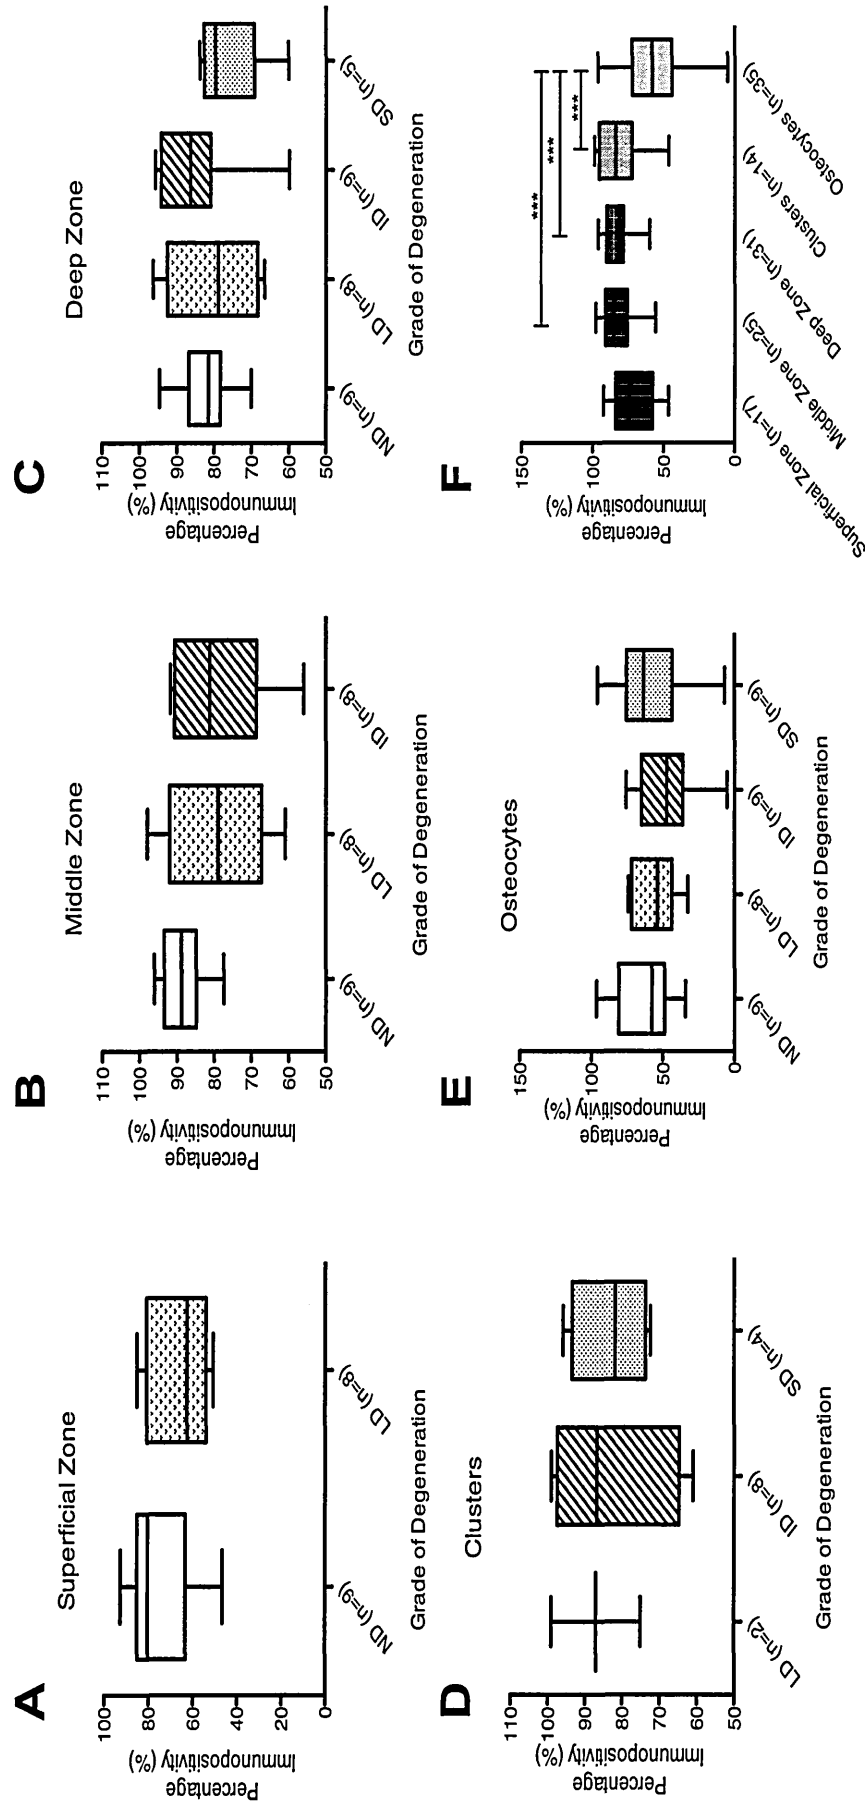 A
Superficial Zone
Percentage
Immunopositivity (%)
100
80
60
40
20
0
ND (n=9)
LD (n=8)
Grade of Degeneration
B
Middle Zone
Percentage
Immunopositivity (%)
110
100
90
80
70
60
50
ND (n=9)
LD (n=8)
ID (n=8)
Grade of Degeneration
C
Deep Zone
Percentage
Immunopositivity (%)
110
100
90
80
70
60
50
ND (n=9)
LD (n=8)
ID (n=9)
SD (n=5)
Grade of Degeneration
D
Clusters
Percentage
Immunopositivity (%)
110
100
90
80
70
60
50
LD (n=2)
ID (n=8)
SD (n=4)
Grade of Degeneration
E
Osteocytes
Percentage
Immunopositivity (%)
150
100
50
0
ND (n=9)
LD (n=8)
ID (n=9)
SD (n=9)
Grade of Degeneration
F
Percentage
Immunopositivity (%)
150
100
50
0
***
***
***
Superficial Zone (n=17)
Middle Zone (n=25)
Deep Zone (n=31)
Clusters (n=14)
Osteocytes (n=35)